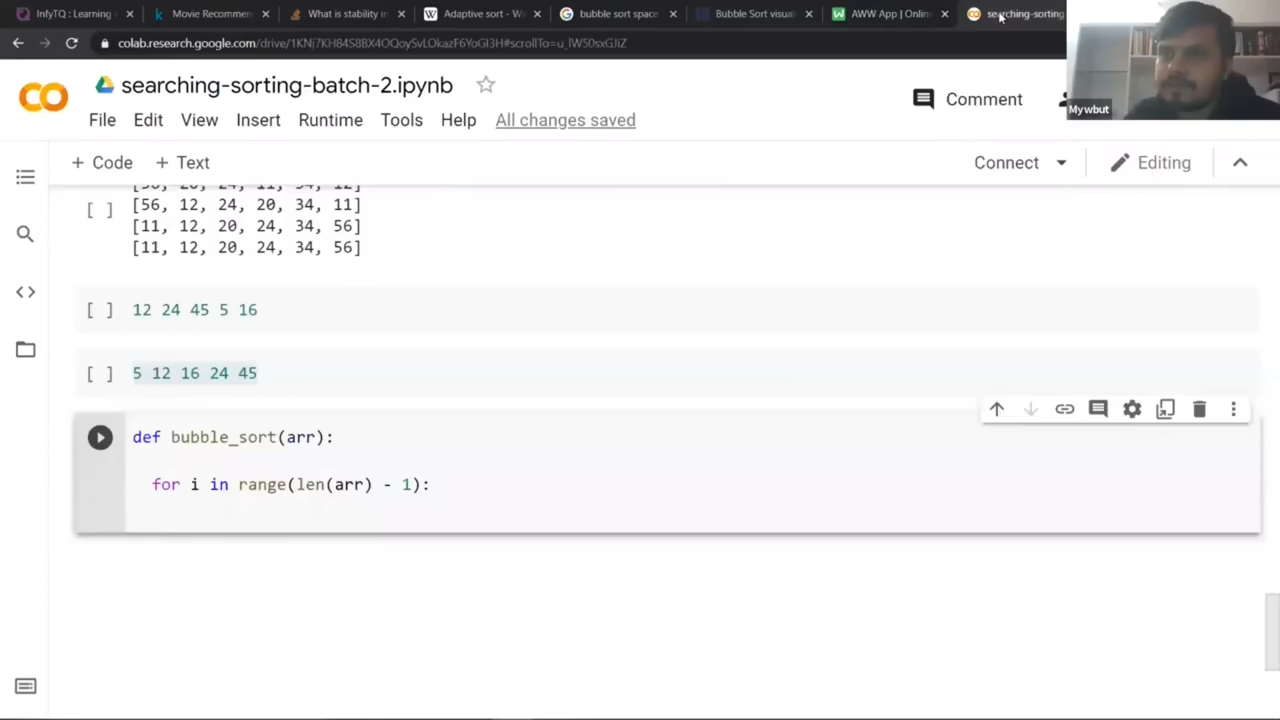 InfyTQ : Learning
Movie Recommen
What is stability in
Adaptive sort - Wi
bubble sort space
Bubble Sort visual
AWW App | Online
searching-sorting
colab.research.google.com/drive/1KNj7KH84S8BX4OQoySvLOkazF6YoGI3H#scrollTo=u_lW50sxGJiZ
searching-sorting-batch-2.ipynb
Comment
Mywbut
File Edit View Insert Runtime Tools Help All changes saved
+ Code + Text
Connect
Editing
[ ] [56, 12, 24, 20, 34, 11]
[11, 12, 20, 24, 34, 56]
[11, 12, 20, 24, 34, 56]
[ ] 12 24 45 5 16
[ ] 5 12 16 24 45
def bubble_sort(arr):
for i in range(len(arr) - 1):